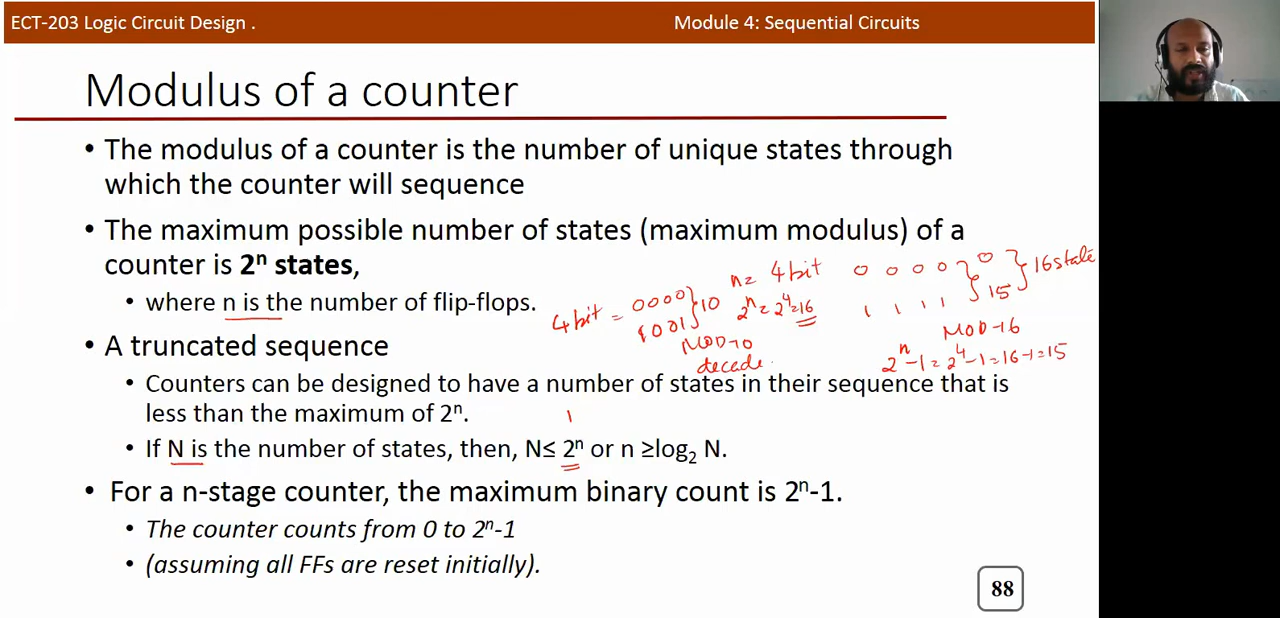 ECT-203 Logic Circuit Design .
Module 4: Sequential Circuits
Modulus of a counter
• The modulus of a counter is the number of unique states through
which the counter will sequence
• The maximum possible number of states (maximum modulus) of a
counter is 2ⁿ states,
• where n is the number of flip-flops.
4 bit = 0000
1001 } 10
MOD-10
decade
n = 4 bit
2ⁿ = 2⁴ = 16
0 0 0 0
1 1 1 1
0
15
} 16 state
MOD-16
2ⁿ-1 = 2⁴-1 = 16-1 = 15
• A truncated sequence
• Counters can be designed to have a number of states in their sequence that is
less than the maximum of 2ⁿ.
• If N is the number of states, then, N≤ 2ⁿ or n ≥log₂ N.
• For a n-stage counter, the maximum binary count is 2ⁿ-1.
• The counter counts from 0 to 2ⁿ-1
• (assuming all FFs are reset initially).
88